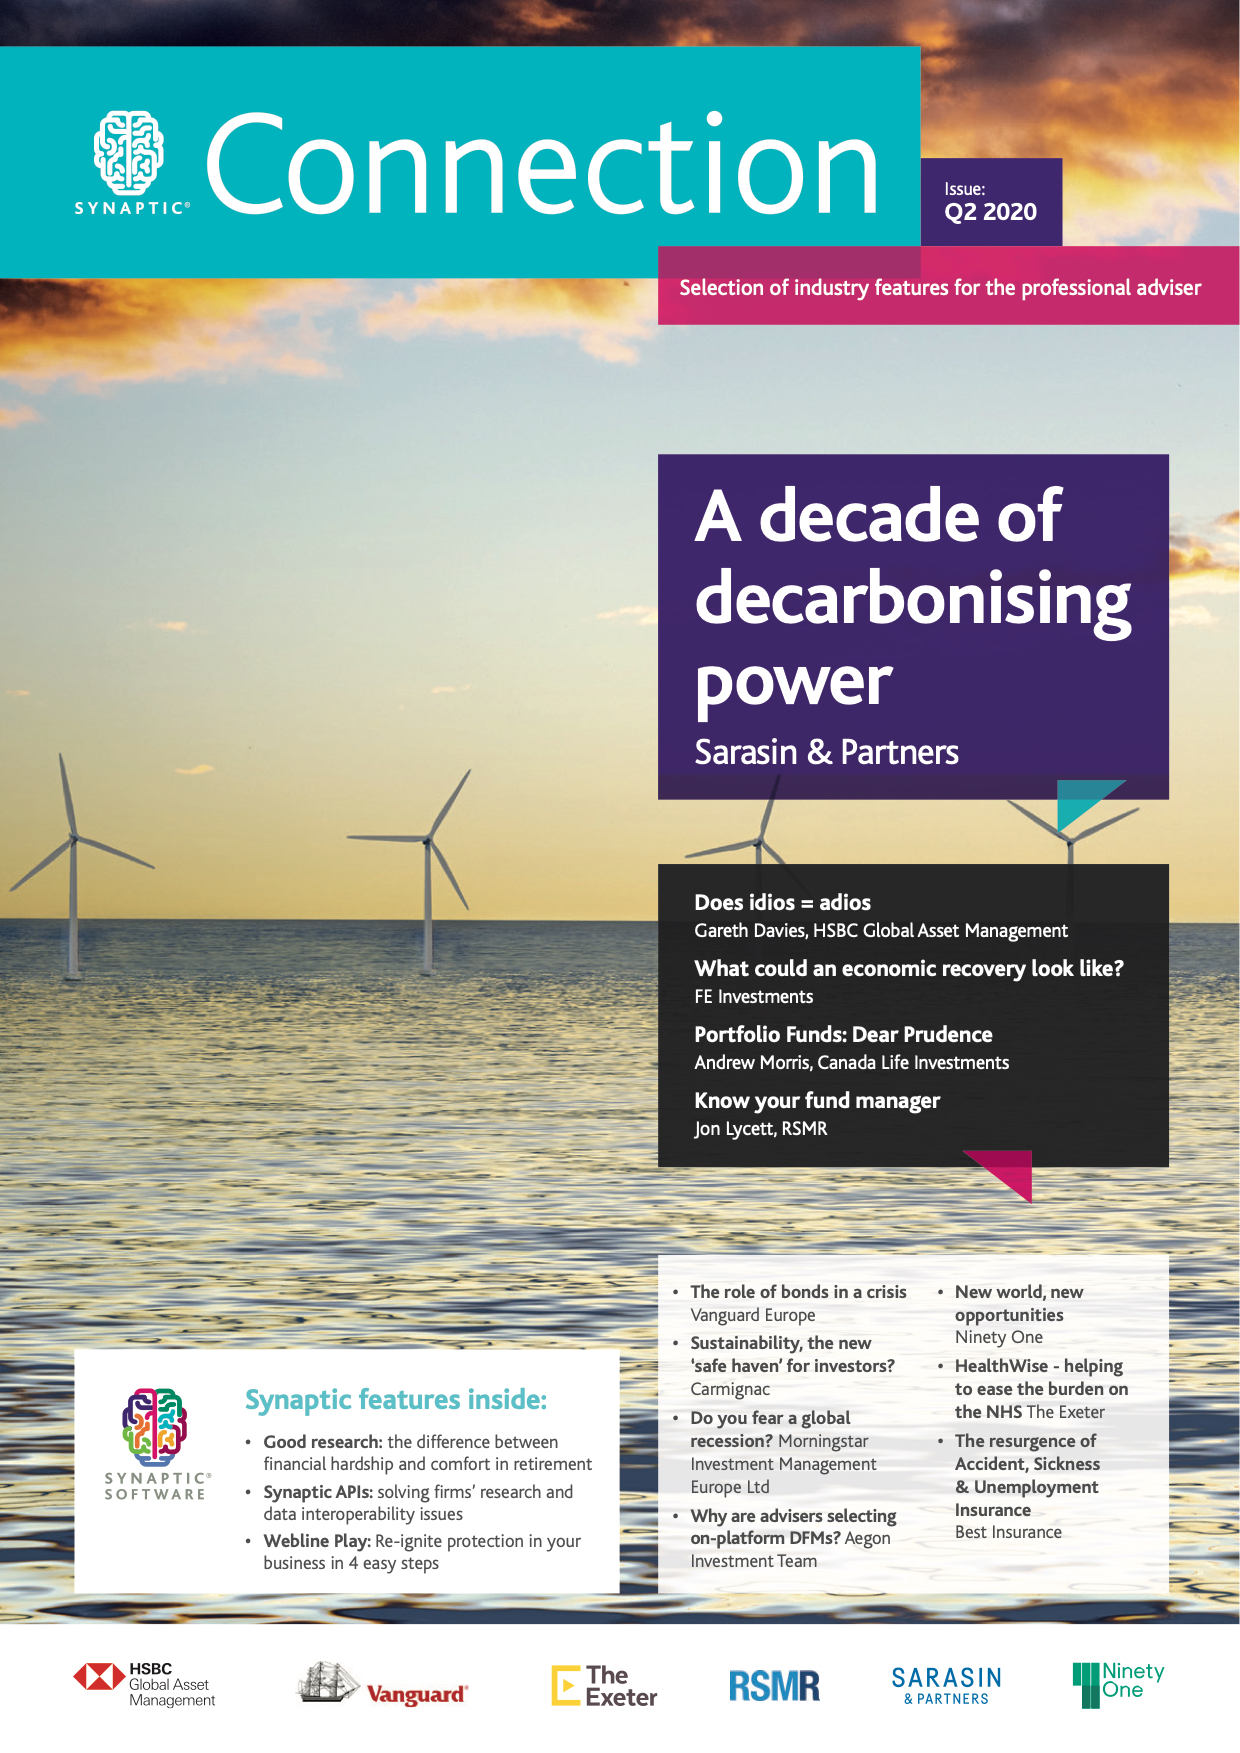 SYNAPTIC®
Connection
Issue:
Q2 2020
Selection of industry features for the professional adviser
A decade of
decarbonising
power
Sarasin & Partners
Does idios = adios
Gareth Davies, HSBC Global Asset Management
What could an economic recovery look like?
FE Investments
Portfolio Funds: Dear Prudence
Andrew Morris, Canada Life Investments
Know your fund manager
Jon Lycett, RSMR
• The role of bonds in a crisis
Vanguard Europe
• Sustainability, the new
‘safe haven’ for investors?
Carmignac
• Do you fear a global
recession? Morningstar
Investment Management
Europe Ltd
• Why are advisers selecting
on-platform DFMs? Aegon
Investment Team
• New world, new
opportunities
Ninety One
• HealthWise - helping
to ease the burden on
the NHS The Exeter
• The resurgence of
Accident, Sickness
& Unemployment
Insurance
Best Insurance
SYNAPTIC®
SOFTWARE
Synaptic features inside:
• Good research: the difference between
financial hardship and comfort in retirement
• Synaptic APIs: solving firms’ research and
data interoperability issues
• Webline Play: Re-ignite protection in your
business in 4 easy steps
HSBC
Global Asset
Management
Vanguard®
The
Exeter
RSMR
SARASIN
& PARTNERS
Ninety
One